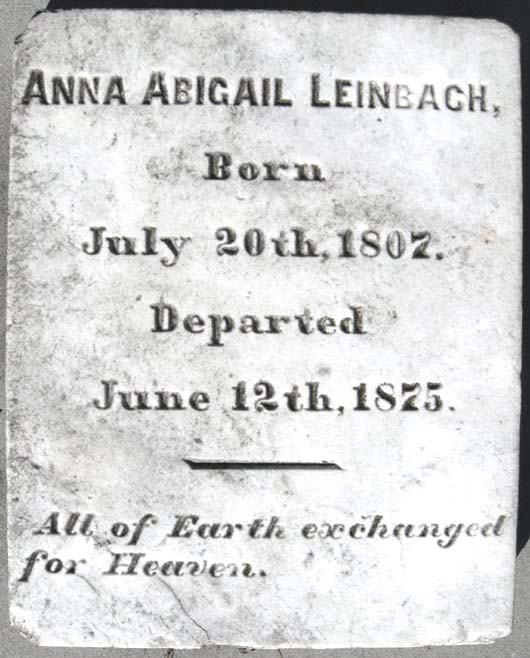 ANNA ABIGAIL LEINBACH,
Born
July 20th, 1807.
Departed
June 12th, 1875.
All of Earth exchanged
for Heaven.